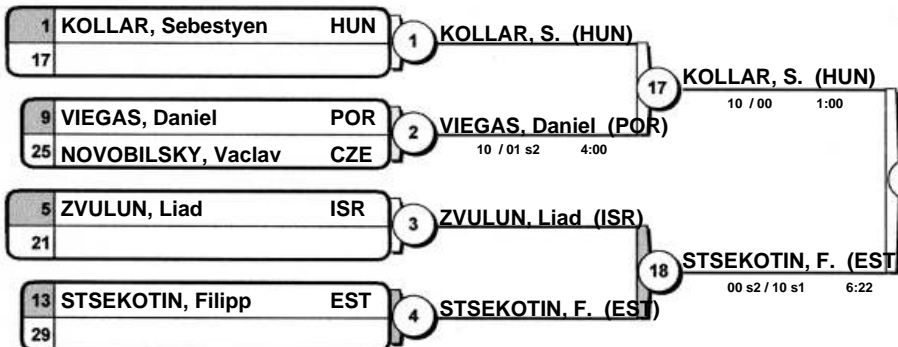 1 KOLLAR, Sebestyen HUN
17
1 KOLLAR, S. (HUN)
9 VIEGAS, Daniel POR
25 NOVOBILSKY, Vaclav CZE
2 VIEGAS, Daniel (POR)
10 / 01 s2 4:00
17 KOLLAR, S. (HUN)
10 / 00 1:00
5 ZVULUN, Liad ISR
21
3 ZVULUN, Liad (ISR)
13 STSEKOTIN, Filipp EST
29
4 STSEKOTIN, F. (EST)
18 STSEKOTIN, F. (EST
00 s2 / 10 s1 6:22